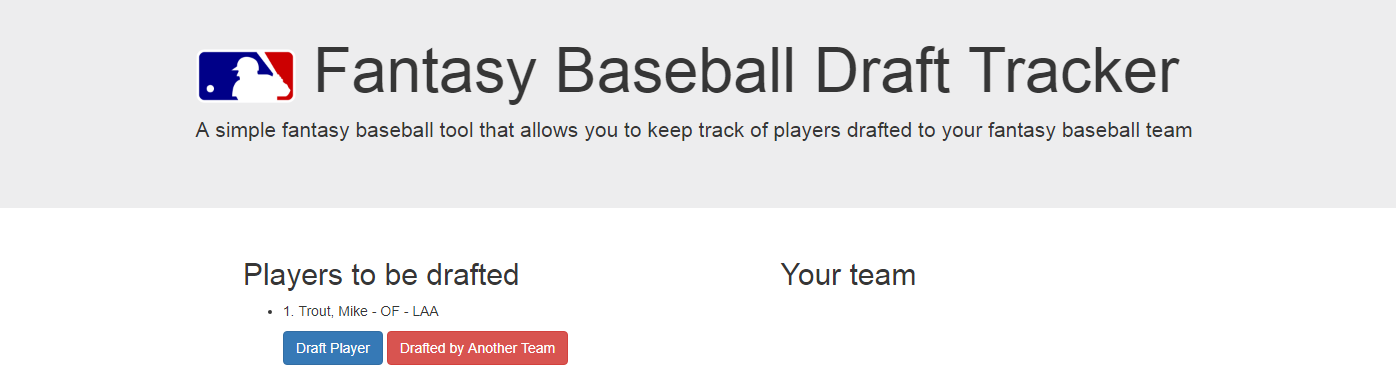 Fantasy Baseball Draft Tracker
A simple fantasy baseball tool that allows you to keep track of players drafted to your fantasy baseball team
Players to be drafted
1. Trout, Mike - OF - LAA
Draft Player
Drafted by Another Team
Your team